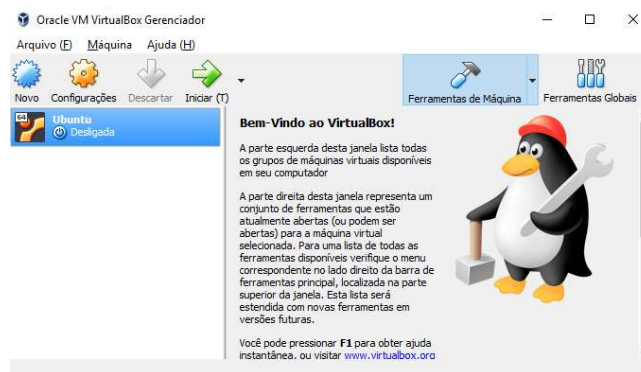 Oracle VM VirtualBox Gerenciador
Arquivo (F) Máquina Ajuda (H)
Novo Configurações Descartar Iniciar (T) Ferramentas de Máquina Ferramentas Globais
64
Ubuntu
Desligada
Bem-Vindo ao VirtualBox!
A parte esquerda desta janela lista todas
os grupos de máquinas virtuais disponíveis
em seu computador
A parte direita desta janela representa um
conjunto de ferramentas que estão
atualmente abertas (ou podem ser
abertas) para a máquina virtual
selecionada. Para uma lista de todas as
ferramentas disponíveis verifique o menu
correspondente no lado direito da barra de
ferramentas principal, localizada na parte
superior da janela. Esta lista será
estendida com novas ferramentas em
versões futuras.
Você pode pressionar F1 para obter ajuda
instantânea, ou visitar www.virtualbox.org